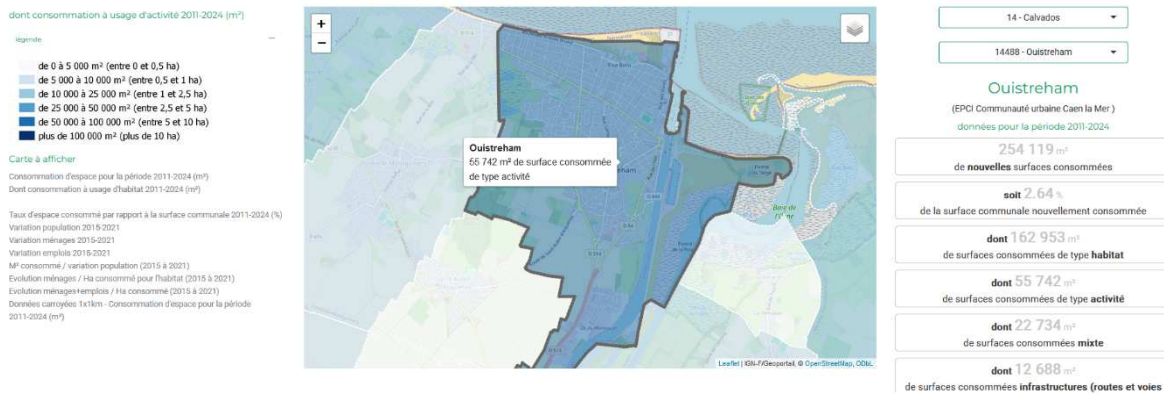 dont consommation à usage d'activité 2011-2024 (m²)
légende
de 0 à 5 000 m² (entre 0 et 0,5 ha)
de 5 000 à 10 000 m² (entre 0,5 et 1 ha)
de 10 000 à 25 000 m² (entre 1 et 2,5 ha)
de 25 000 à 50 000 m² (entre 2,5 et 5 ha)
de 50 000 à 100 000 m² (entre 5 et 10 ha)
plus de 100 000 m² (plus de 10 ha)
Carte à afficher
Consommation d'espace pour la période 2011-2024 (m²)
Dont consommation à usage d'habitat 2011-2024 (m²)
Taux d'espace consommé par rapport à la surface communale 2011-2024 (%)
Variation population 2015-2021
Variation ménages 2015-2021
Variation emplois 2015-2021
M² consommé / variation population (2015 à 2021)
Evolution ménages / Ha consommé pour l'habitat (2015 à 2021)
Evolution ménages+emplois / Ha consommé (2015 à 2021)
Données carroyées 1x1km - Consommation d'espace pour la période
2011-2024 (m²)
+
−
Ouistreham
55 742 m² de surface consommée
de type activité
Baie de
l'Orne
Leaflet | IGN-F/Geoportail, © OpenStreetMap, ODbL
14 - Calvados
14488 - Ouistreham
Ouistreham
(EPCI Communauté urbaine Caen la Mer )
données pour la période 2011-2024
254 119 m²
de nouvelles surfaces consommées
soit 2.64 %
de la surface communale nouvellement consommée
dont 162 953 m²
de surfaces consommées de type habitat
dont 55 742 m²
de surfaces consommées de type activité
dont 22 734 m²
de surfaces consommées mixte
dont 12 688 m²
de surfaces consommées infrastructures (routes et voies